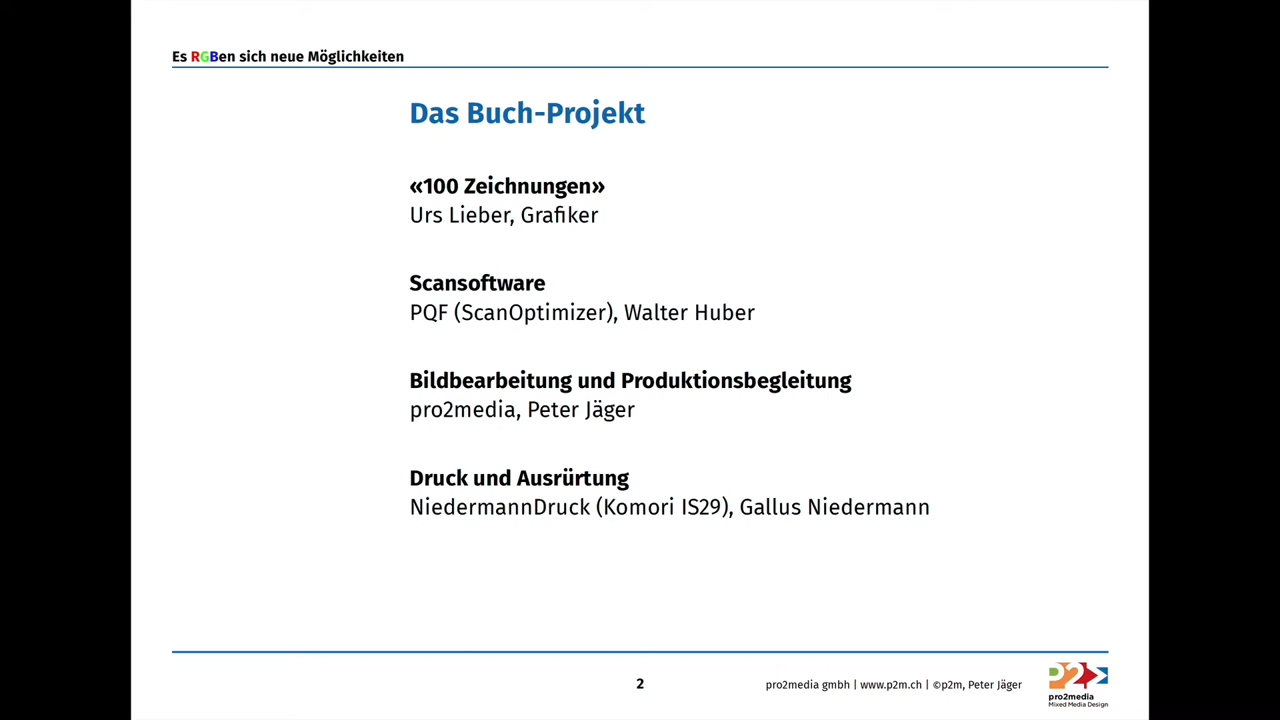 Es RGBen sich neue Möglichkeiten
Das Buch-Projekt
«100 Zeichnungen»
Urs Lieber, Grafiker
Scansoftware
PQF (ScanOptimizer), Walter Huber
Bildbearbeitung und Produktionsbegleitung
pro2media, Peter Jäger
Druck und Ausrürtung
NiedermannDruck (Komori IS29), Gallus Niedermann
2
pro2media gmbh | www.p2m.ch | ©p2m, Peter Jäger
P2
pro2media
Mixed Media Design